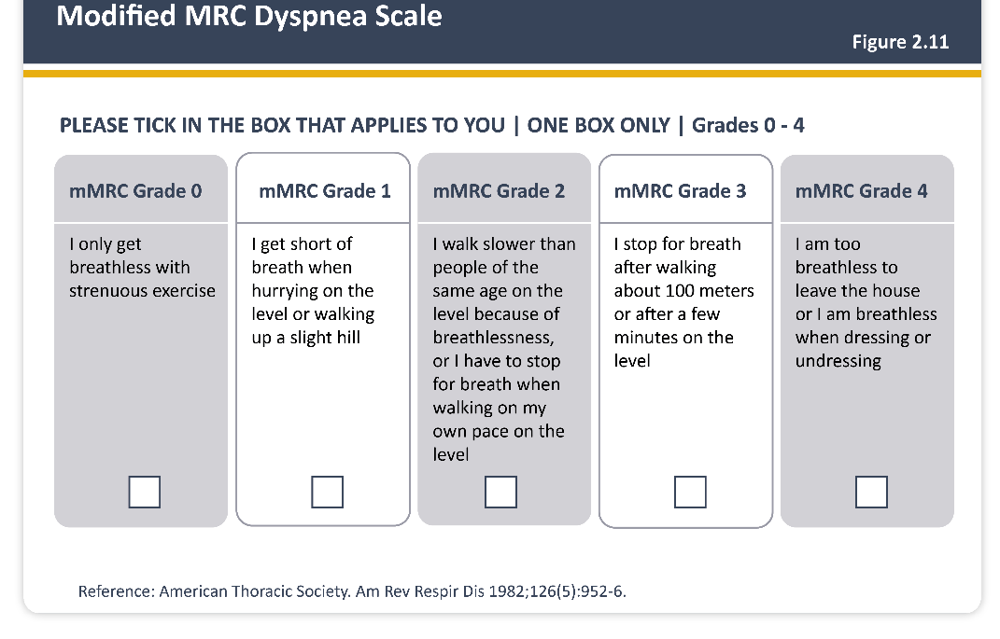 Modified MRC Dyspnea Scale
Figure 2.11
PLEASE TICK IN THE BOX THAT APPLIES TO YOU | ONE BOX ONLY | Grades 0 - 4
mMRC Grade 0
I only get
breathless with
strenuous exercise
mMRC Grade 1
I get short of
breath when
hurrying on the
level or walking
up a slight hill
mMRC Grade 2
I walk slower than
people of the
same age on the
level because of
breathlessness,
or I have to stop
for breath when
walking on my
own pace on the
level
mMRC Grade 3
I stop for breath
after walking
about 100 meters
or after a few
minutes on the
level
mMRC Grade 4
I am too
breathless to
leave the house
or I am breathless
when dressing or
undressing
Reference: American Thoracic Society. Am Rev Respir Dis 1982;126(5):952-6.